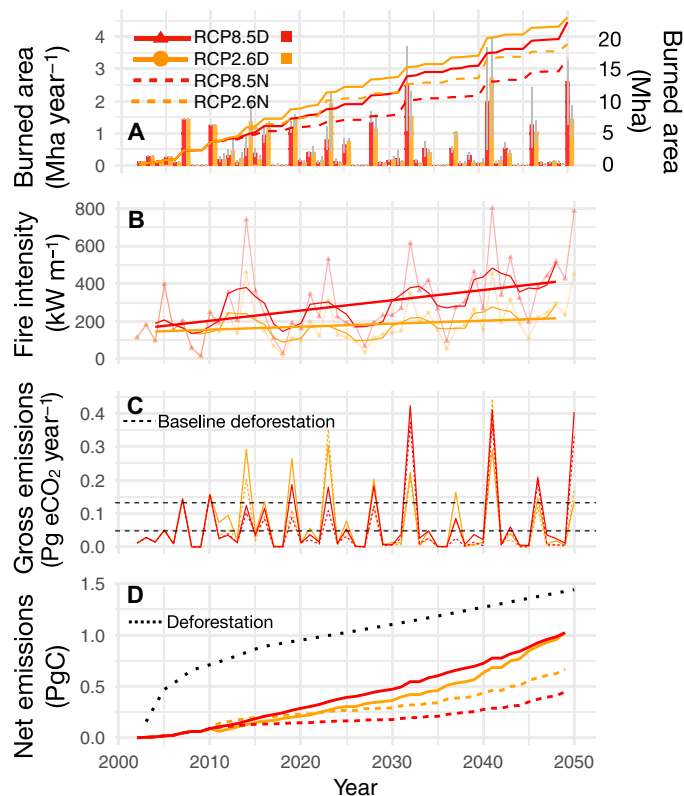 RCP8.5D
RCP2.6D
RCP8.5N
RCP2.6N
A
Burned area
(Mha year⁻¹)
4
3
2
1
0
20
15
10
5
0
Burned area
(Mha)
B
Fire intensity
(kW m⁻¹)
800
600
400
200
0
C
Baseline deforestation
Gross emissions
(Pg eCO₂ year⁻¹)
0.4
0.3
0.2
0.1
0.0
D
Deforestation
Net emissions
(PgC)
1.5
1.0
0.5
0.0
2000 2010 2020 2030 2040 2050
Year